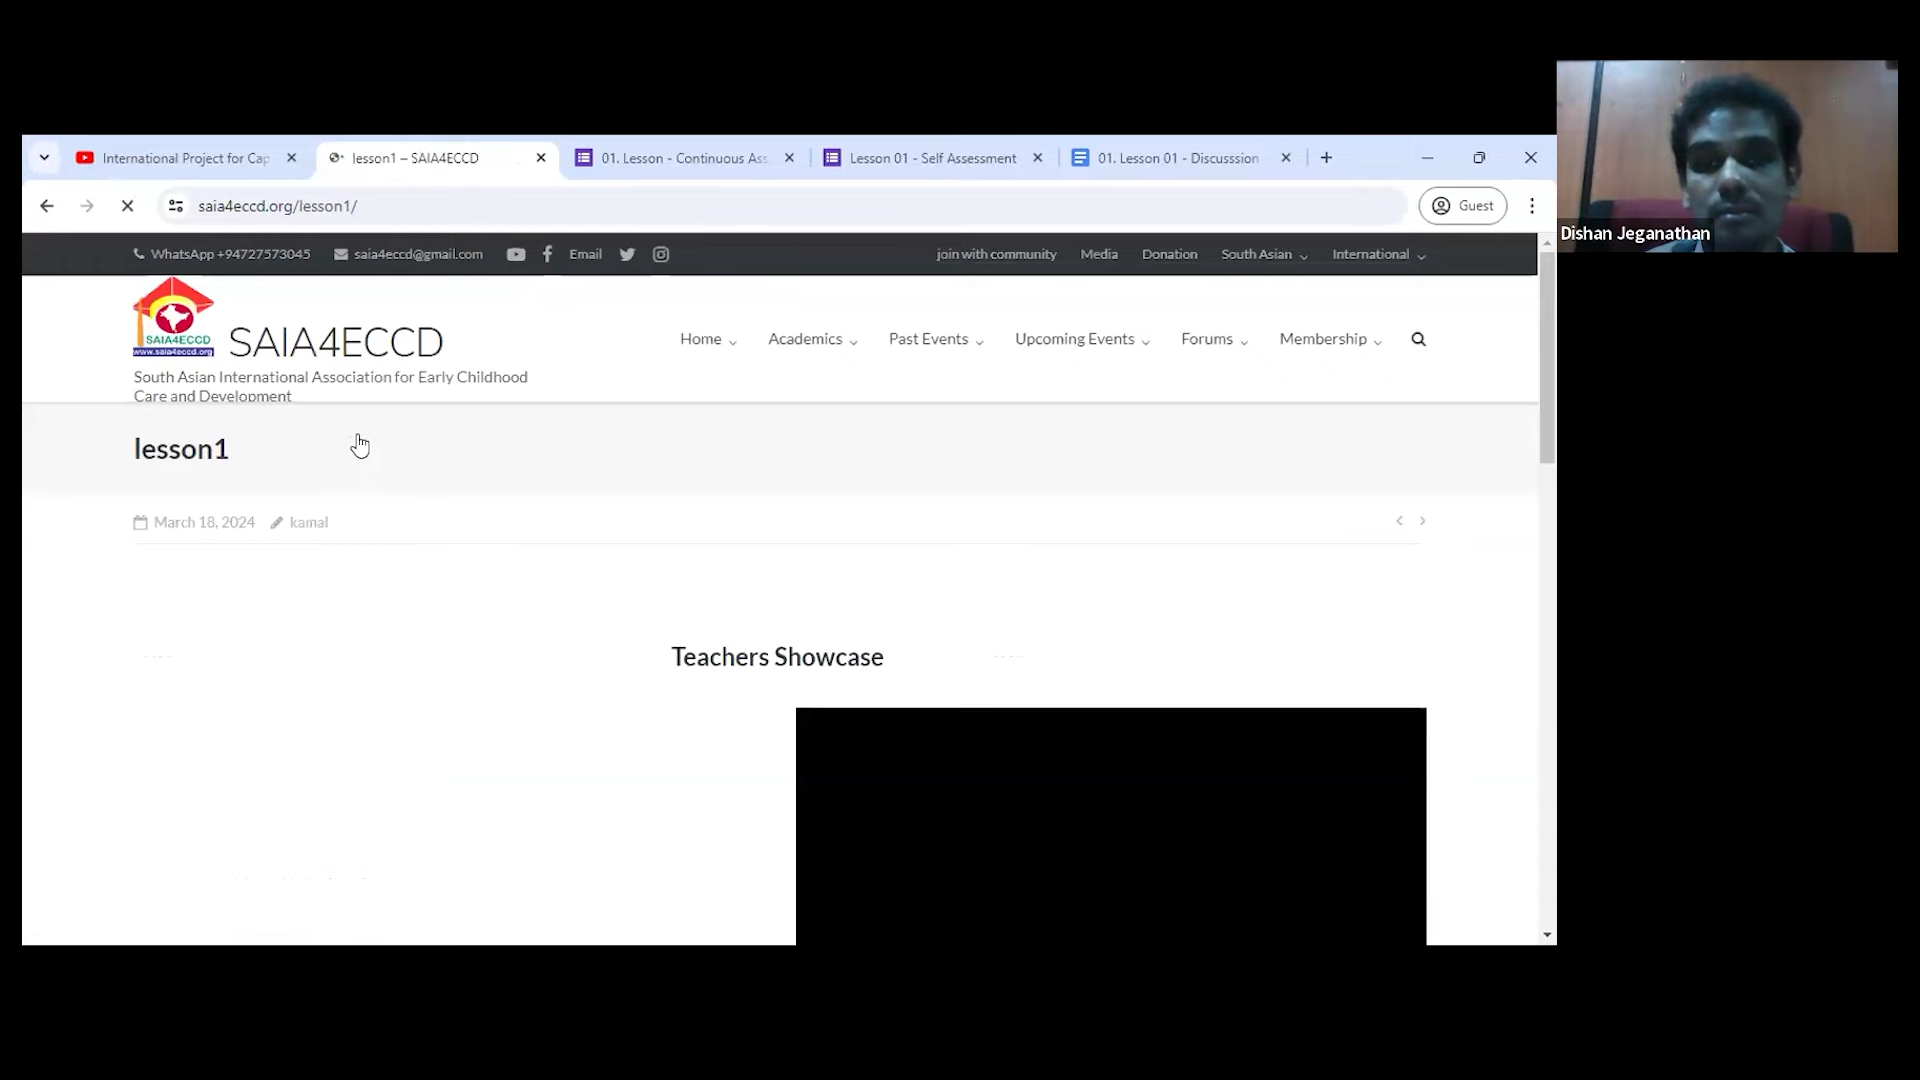 International Project for Cap
lesson1 – SAIA4ECCD
01. Lesson - Continuous Ass
Lesson 01 - Self Assessment
01. Lesson 01 - Discusssion
saia4eccd.org/lesson1/
Guest
WhatsApp +94727573045
saia4eccd@gmail.com
Email
join with community
Media
Donation
South Asian
International
SAIA4ECCD
www.saia4eccd.org
SAIA4ECCD
South Asian International Association for Early Childhood
Care and Development
Home
Academics
Past Events
Upcoming Events
Forums
Membership
lesson1
March 18, 2024
kamal
Teachers Showcase
Dishan Jeganathan